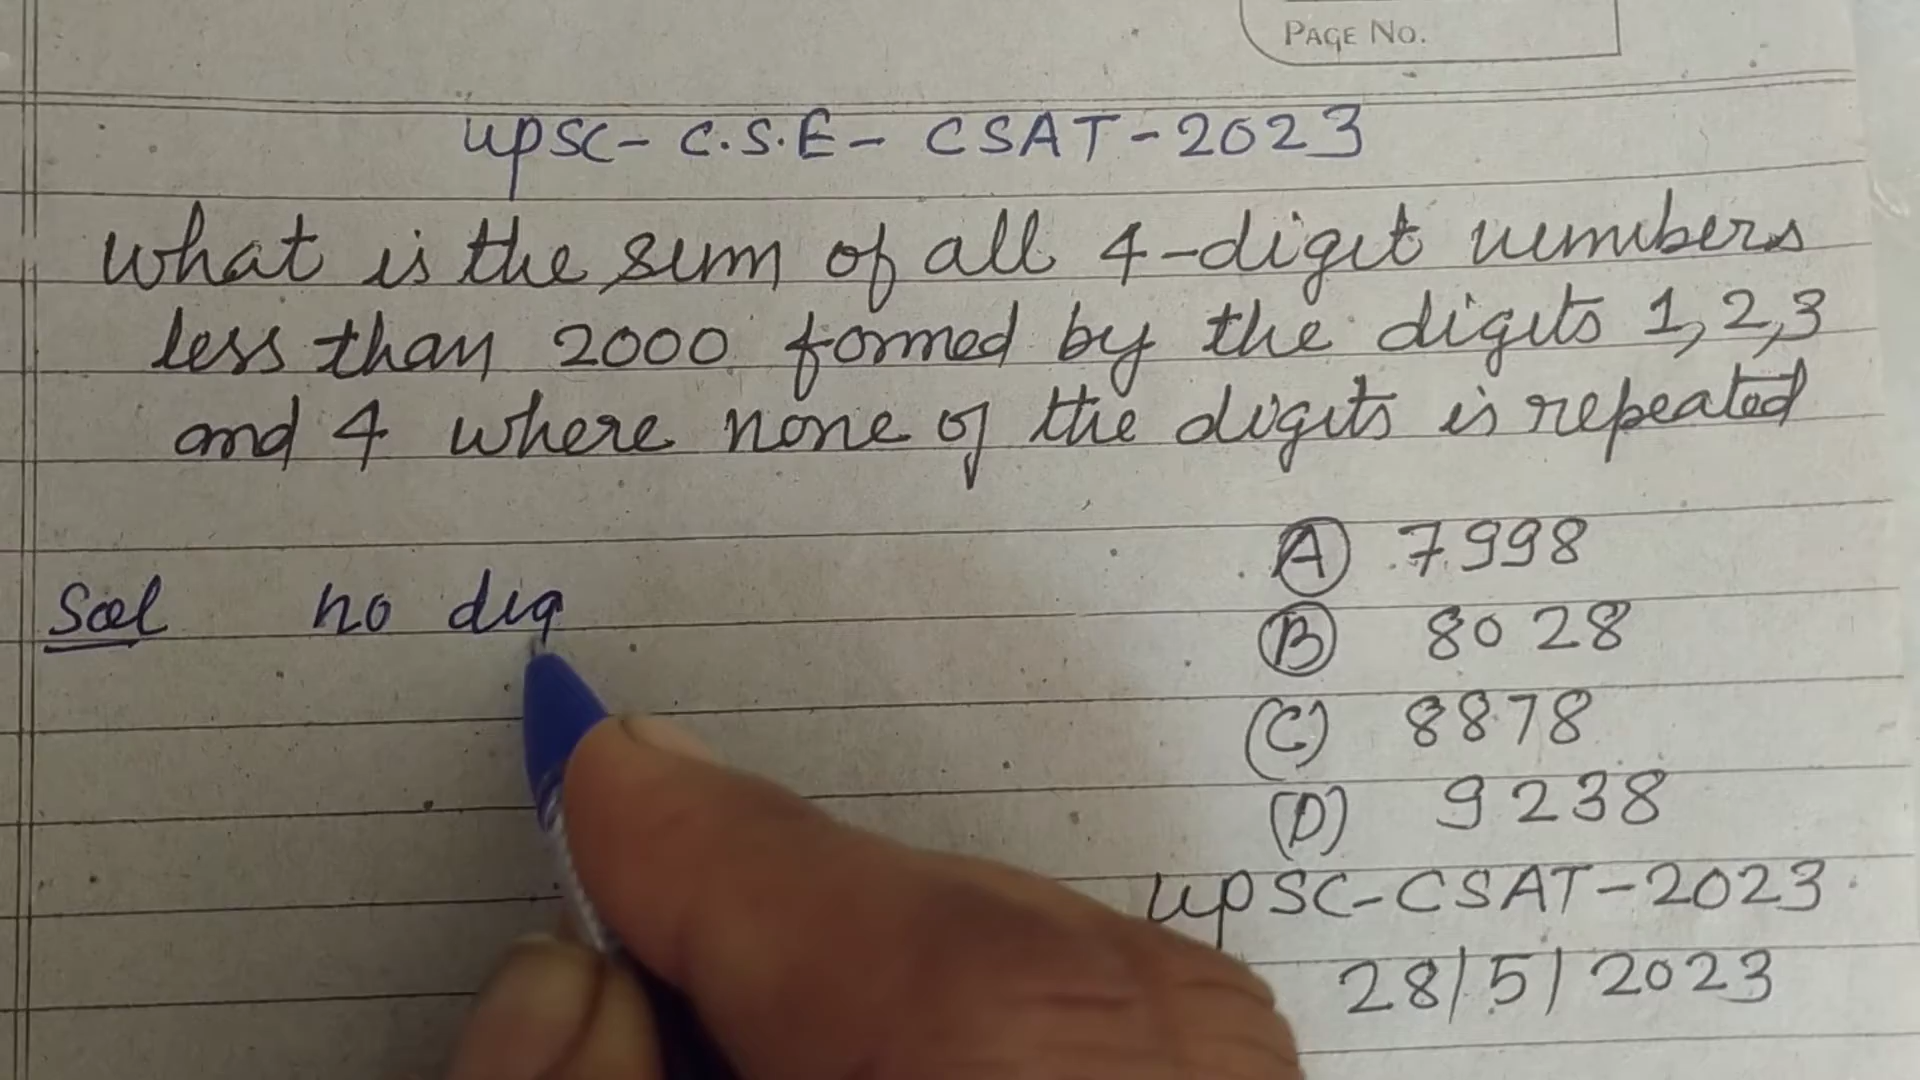 PAGE No.
UPSC- C.S.E- CSAT-2023
What is the sum of all 4-digit numbers
less than 2000 formed by the digits 1,2,3
and 4 where none of the digits is repeated
(A) 7998
Sol no dig
(B) 8028
(C) 8878
(D) 9238
UPSC-CSAT-2023
28/5/2023